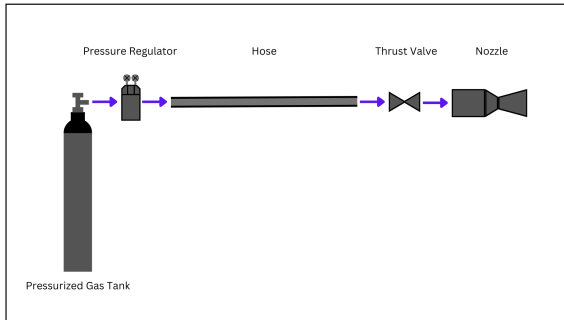 Pressure Regulator
Hose
Thrust Valve
Nozzle
Pressurized Gas Tank